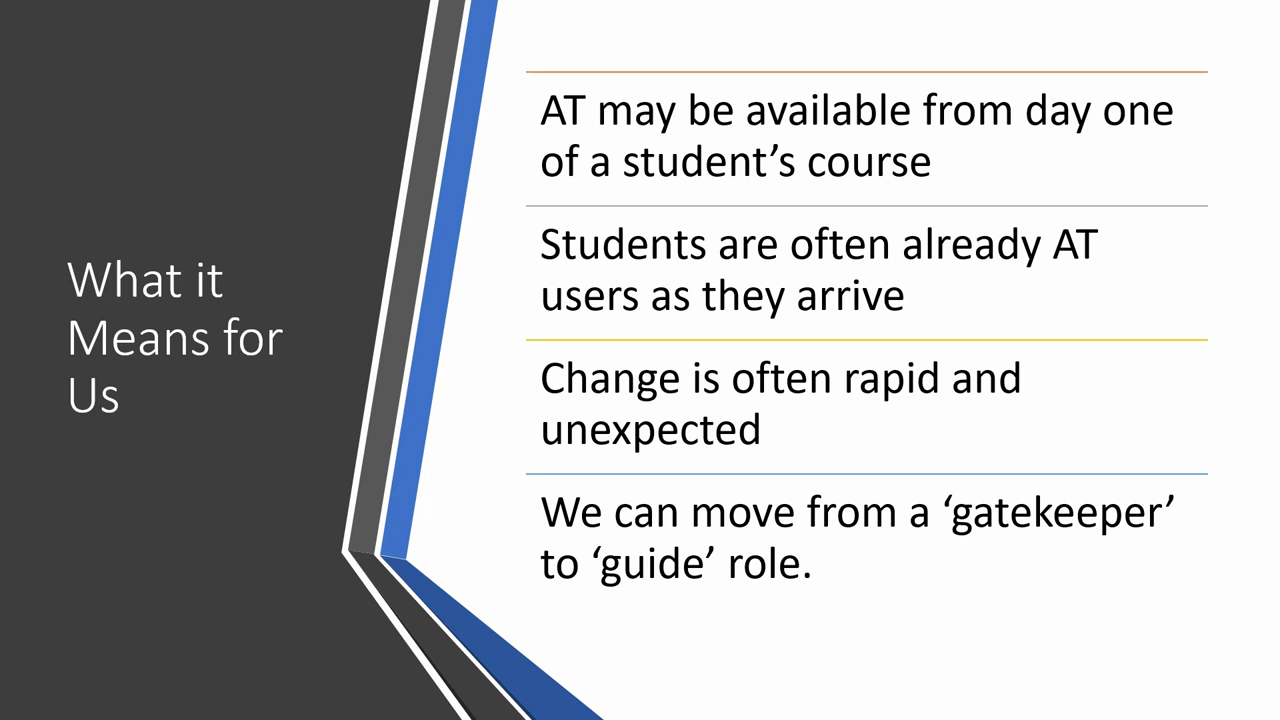 What it
Means for
Us
AT may be available from day one
of a student’s course
Students are often already AT
users as they arrive
Change is often rapid and
unexpected
We can move from a ‘gatekeeper’
to ‘guide’ role.